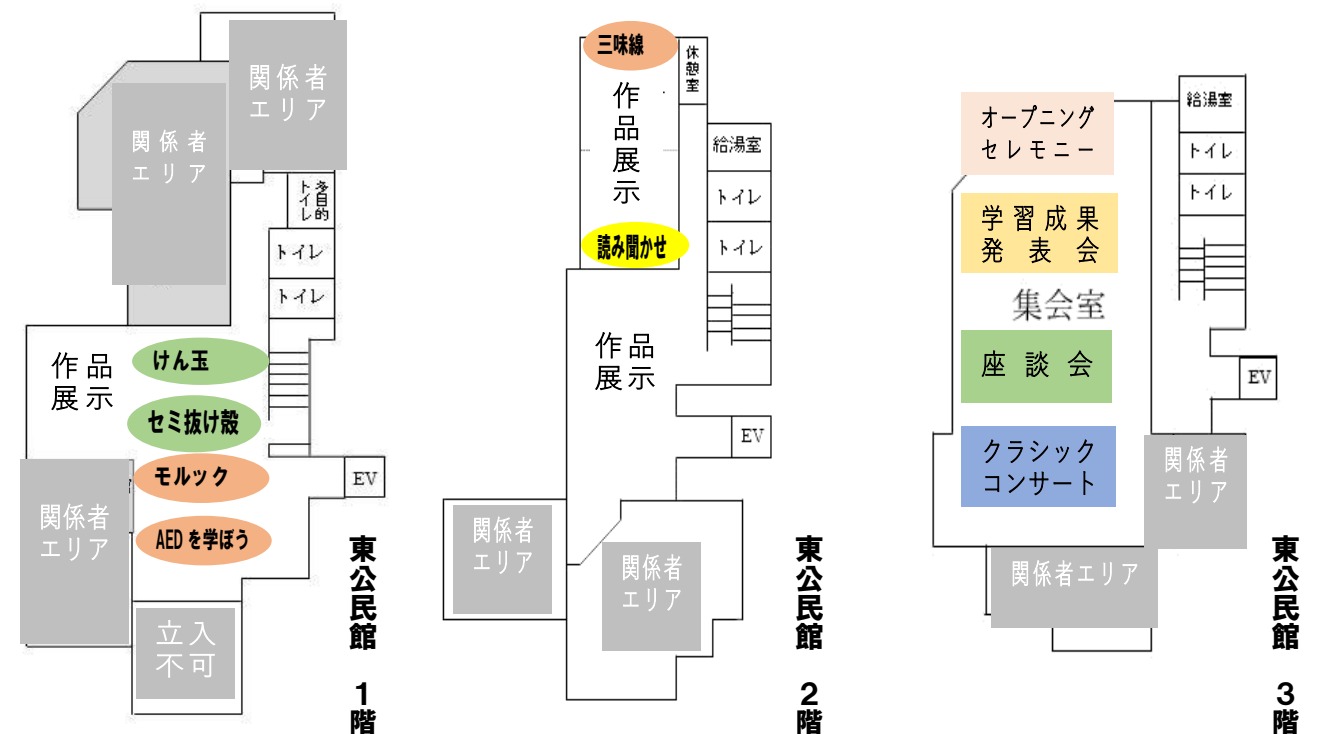 関係者
エリア
関係者
エリア
多目的
トイレ
トイレ
トイレ
作品
展示
けん玉
セミ抜け殻
モルック
AEDを学ぼう
関係者
エリア
EV
立入
不可
東公民館 1階
三味線
休憩室
作品展示
給湯室
トイレ
トイレ
読み聞かせ
作品
展示
EV
関係者
エリア
関係者
エリア
東公民館 2階
オープニング
セレモニー
給湯室
トイレ
トイレ
学習成果
発表会
集会室
座談会
EV
クラシック
コンサート
関係者
エリア
関係者エリア
東公民館 3階